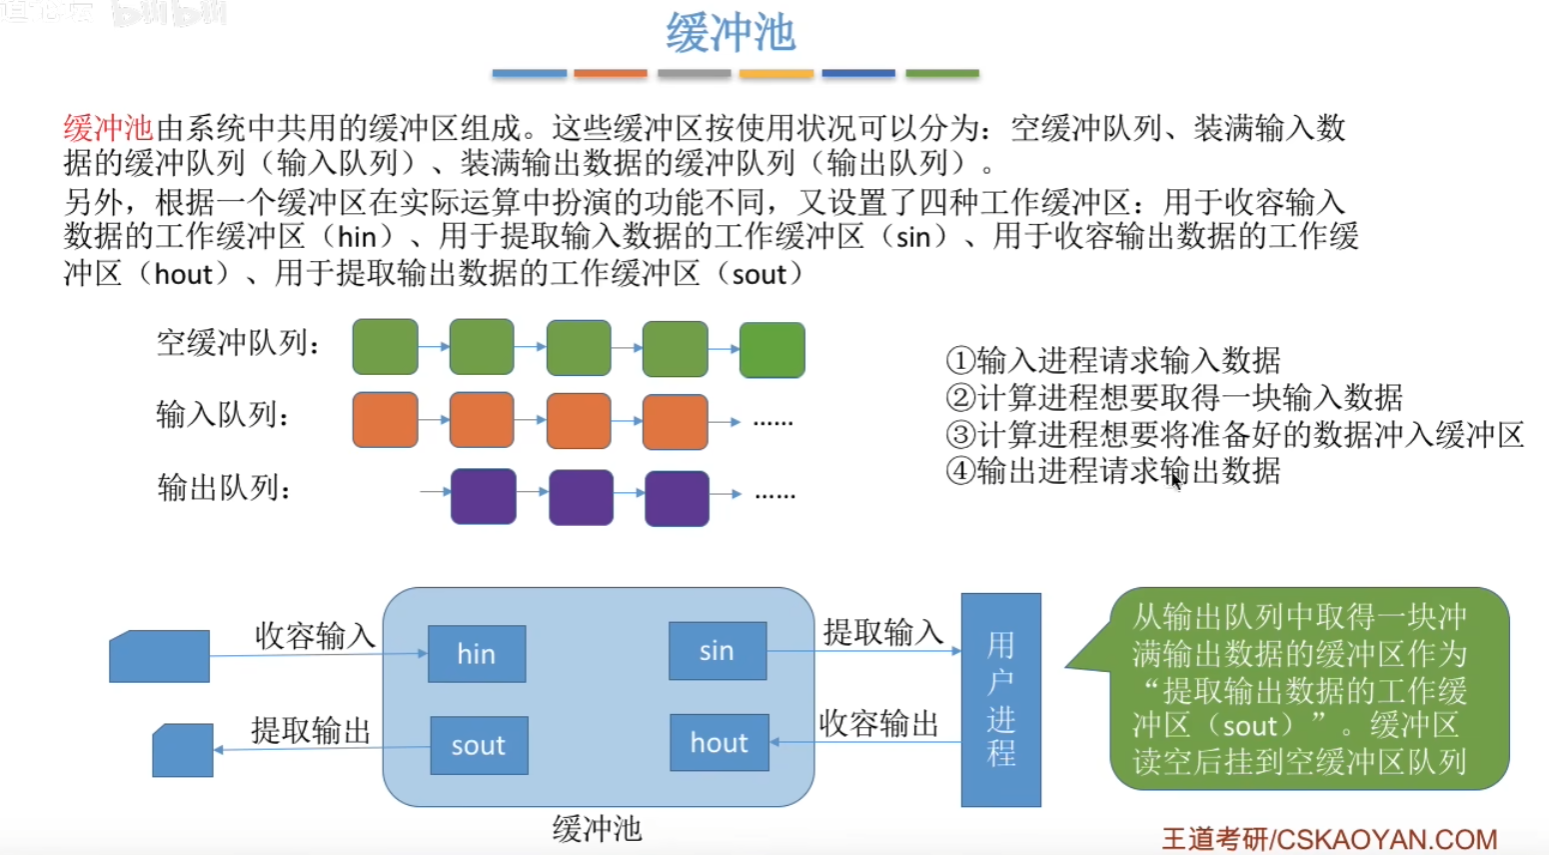 缓冲池
缓冲池由系统中共用的缓冲区组成。这些缓冲区按使用状况可以分为：空缓冲队列、装满输入数
据的缓冲队列（输入队列）、装满输出数据的缓冲队列（输出队列）。
另外，根据一个缓冲区在实际运算中扮演的功能不同，又设置了四种工作缓冲区：用于收容输入
数据的工作缓冲区（hin）、用于提取输入数据的工作缓冲区（sin）、用于收容输出数据的工作缓
冲区（hout）、用于提取输出数据的工作缓冲区（sout）
空缓冲队列：
输入队列：
......
输出队列：
......
①输入进程请求输入数据
②计算进程想要取得一块输入数据
③计算进程想要将准备好的数据冲入缓冲区
④输出进程请求输出数据
收容输入
hin
sin
提取输入
提取输出
sout
hout
收容输出
用户进程
缓冲池
从输出队列中取得一块冲
满输出数据的缓冲区作为
“提取输出数据的工作缓
冲区（sout）”。缓冲区
读空后挂到空缓冲区队列
王道考研/CSKAOYAN.COM